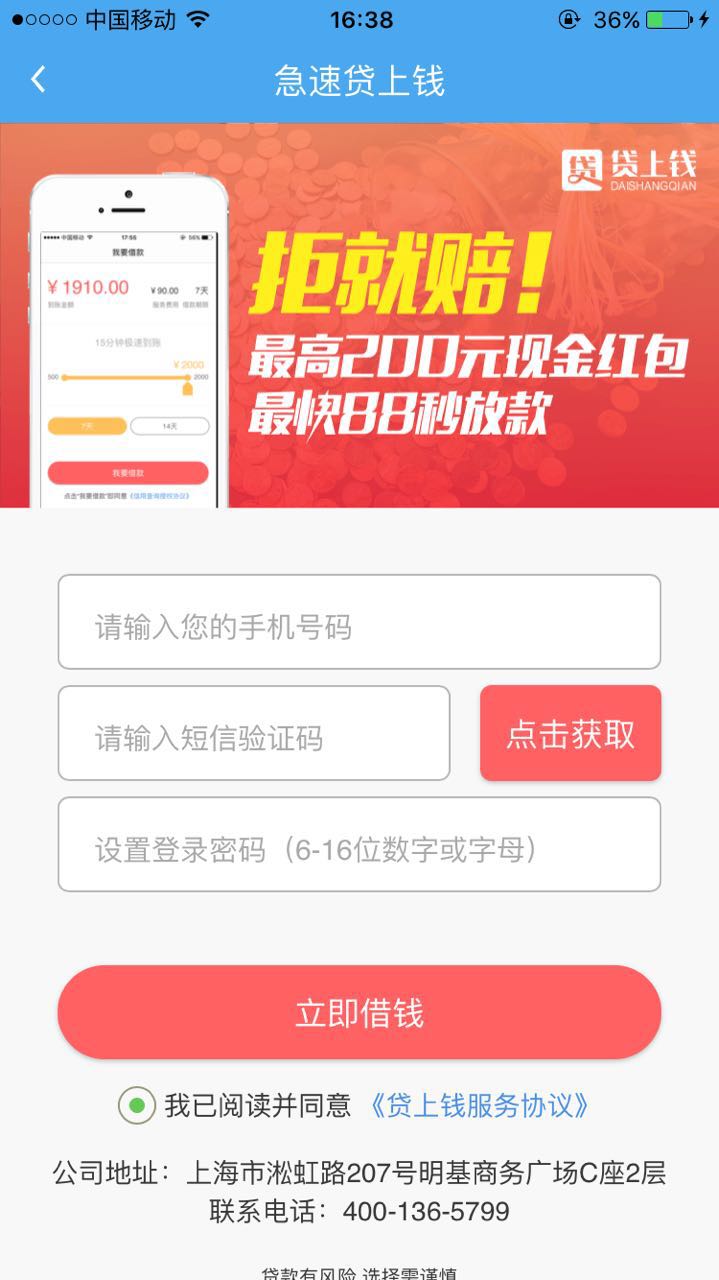 中国移动 16:38 36%
急速贷上钱
贷 贷上钱
DAISHANGQIAN
中国移动 17:55 56%
我要借款
¥1910.00 ¥90.00 7天
到账金额 服务费用 借款期限
15分钟极速到账
¥2000
500 2000
7天 14天
我要借款
点击“我要借款”即同意《信用查询授权协议》
拒就赔!
最高200元现金红包
最快88秒放款
请输入您的手机号码
请输入短信验证码 点击获取
设置登录密码（6-16位数字或字母）
立即借钱
我已阅读并同意 《贷上钱服务协议》
公司地址：上海市淞虹路207号明基商务广场C座2层
联系电话：400-136-5799
贷款有风险 选择需谨慎